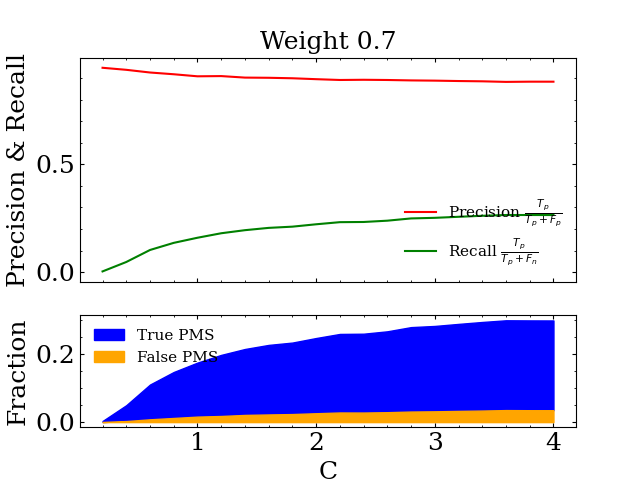 Weight 0.7
Precision & Recall
0.5
0.0
Precision $\frac{T_p}{T_p+F_p}$
Recall $\frac{T_p}{T_p+F_n}$
Fraction
0.2
0.0
True PMS
False PMS
1 2 3 4
C